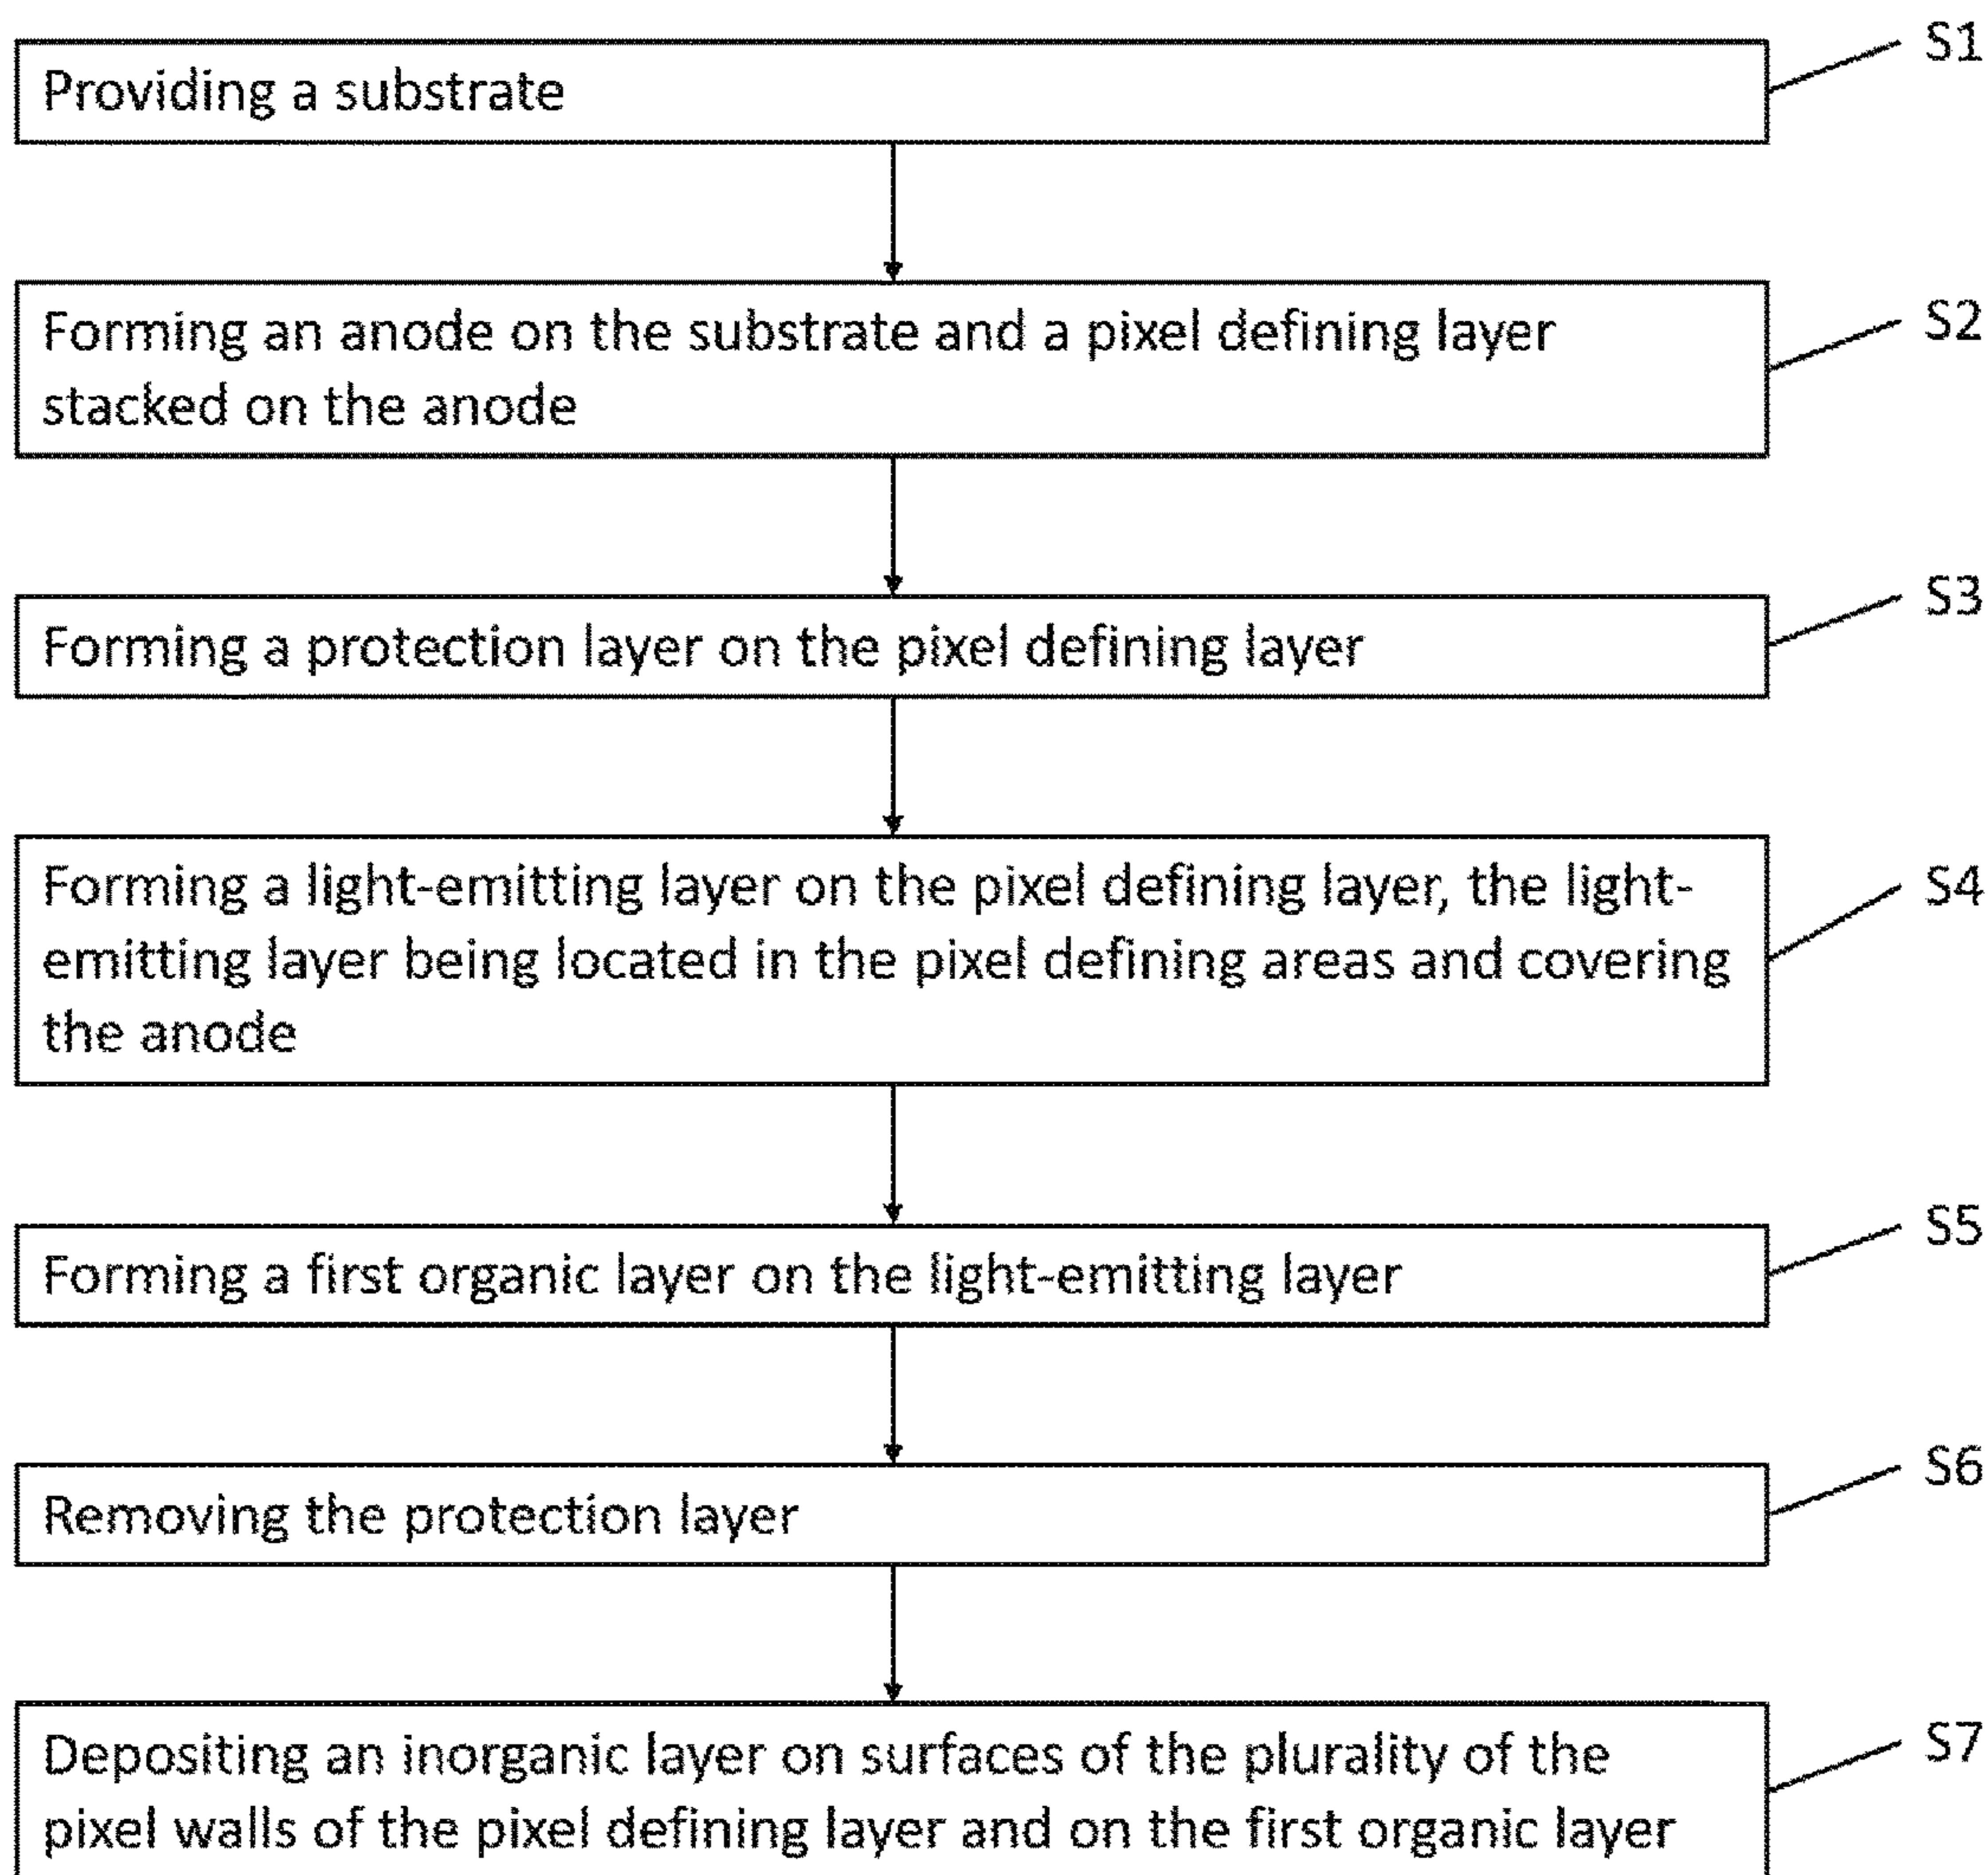 S1
Providing a substrate
S2
Forming an anode on the substrate and a pixel defining layer
stacked on the anode
S3
Forming a protection layer on the pixel defining layer
S4
Forming a light-emitting layer on the pixel defining layer, the light-
emitting layer being located in the pixel defining areas and covering
the anode
S5
Forming a first organic layer on the light-emitting layer
S6
Removing the protection layer
S7
Depositing an inorganic layer on surfaces of the plurality of the
pixel walls of the pixel defining layer and on the first organic layer